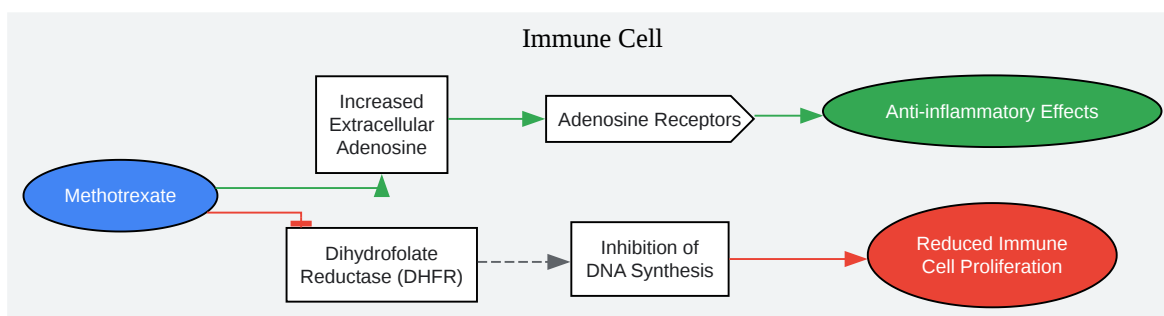 Immune Cell
Increased
Extracellular
Adenosine
Adenosine Receptors
Anti-inflammatory Effects
Methotrexate
Dihydrofolate
Reductase (DHFR)
Inhibition of
DNA Synthesis
Reduced Immune
Cell Proliferation